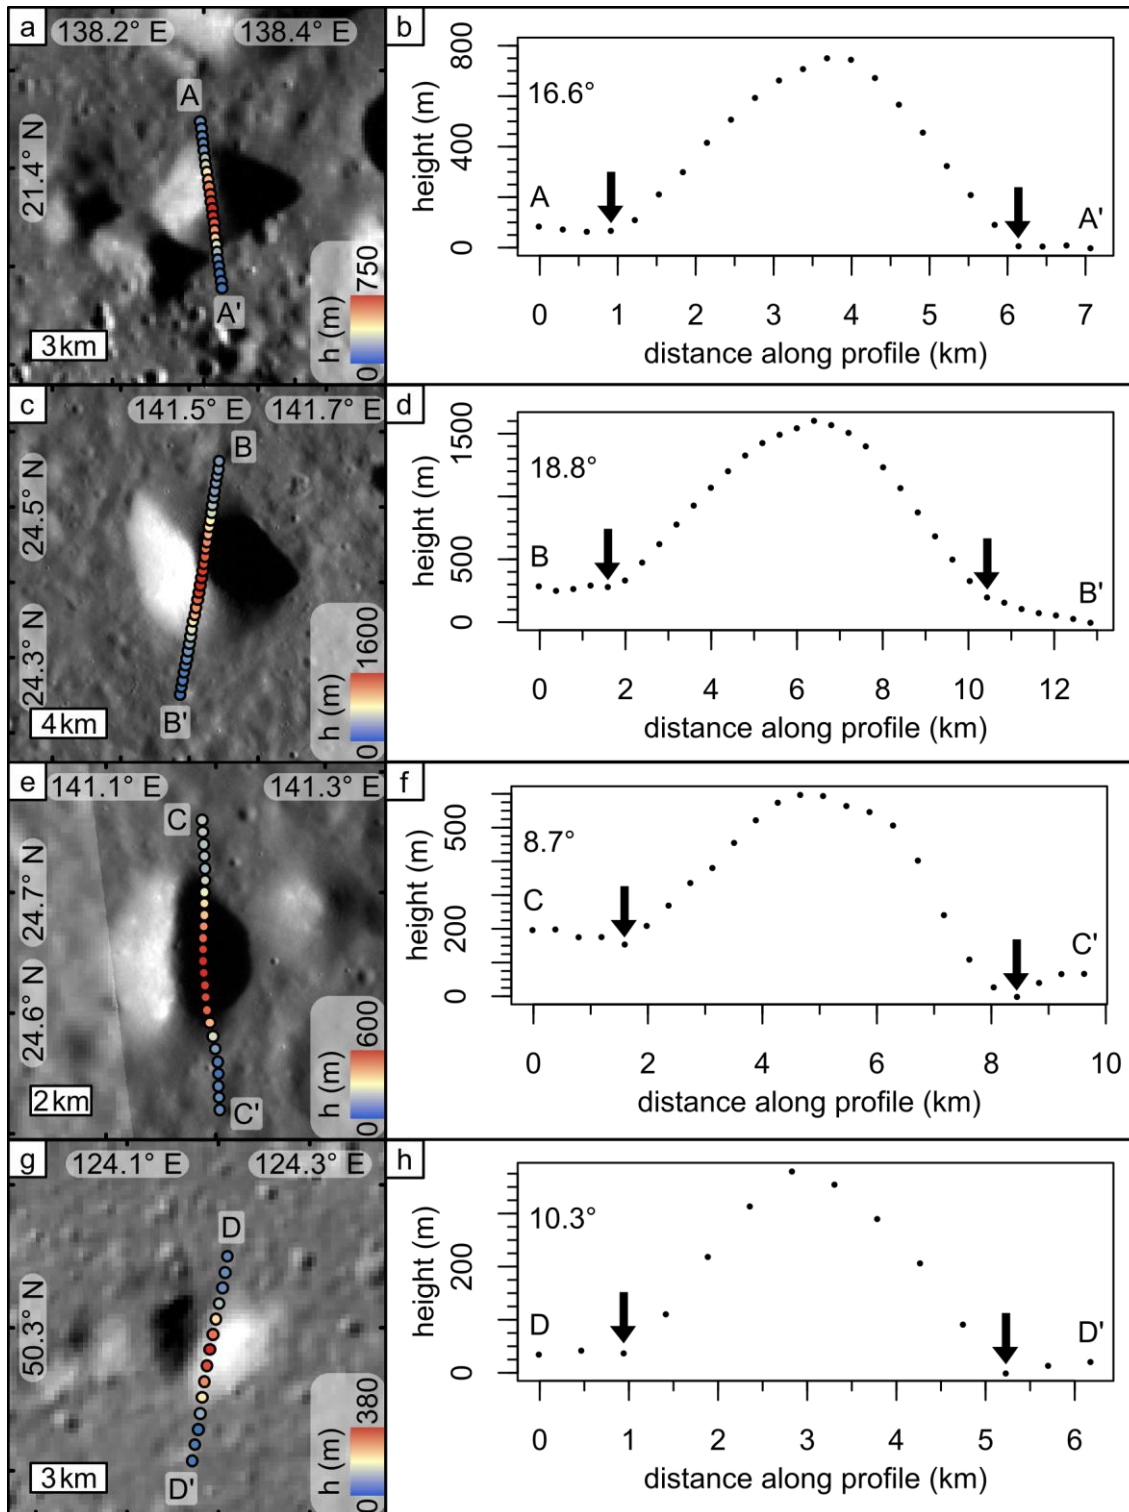 a
138.2° E
138.4° E
A
21.4° N
A'
3 km
h (m)
0
750
b
16.6°
A
A'
height (m)
0
400
800
0 1 2 3 4 5 6 7
distance along profile (km)
c
141.5° E
141.7° E
B
24.5° N
24.3° N
B'
4 km
h (m)
0
1600
d
18.8°
B
B'
height (m)
0
500
1500
0 2 4 6 8 10 12
distance along profile (km)
e
141.1° E
141.3° E
C
24.7° N
24.6° N
C'
2 km
h (m)
0
600
f
8.7°
C
C'
height (m)
0
200
500
0 2 4 6 8 10
distance along profile (km)
g
124.1° E
124.3° E
D
50.3° N
D'
3 km
h (m)
0
380
h
10.3°
D
D'
height (m)
0
200
0 1 2 3 4 5 6
distance along profile (km)